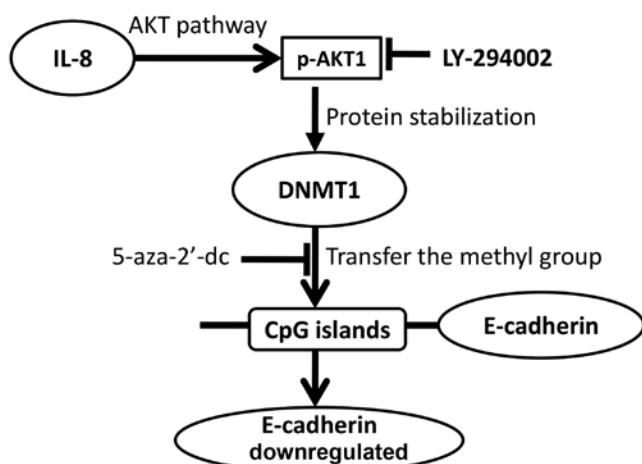 AKT pathway
IL-8
p-AKT1
LY-294002
Protein stabilization
DNMT1
5-aza-2'-dc
Transfer the methyl group
CpG islands
E-cadherin
E-cadherin
downregulated